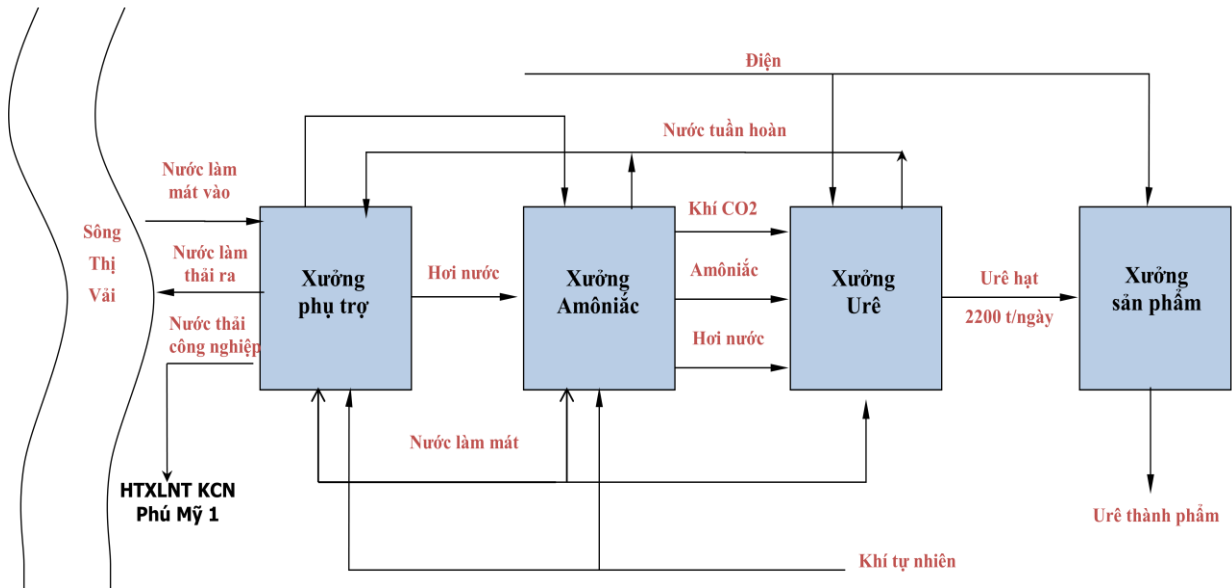 Điện
Nước tuần hoàn
Nước làm
mát vào
Sông
Thị
Vải
Nước làm
thải ra
Nước thải
công nghiệp
Xưởng
phụ trợ
Hơi nước
Xưởng
Amôniắc
Khí CO2
Amôniắc
Hơi nước
Xưởng
Urê
Urê hạt
2200 t/ngày
Xưởng
sản phẩm
Nước làm mát
HTXLNT KCN
Phú Mỹ 1
Urê thành phẩm
Khí tự nhiên